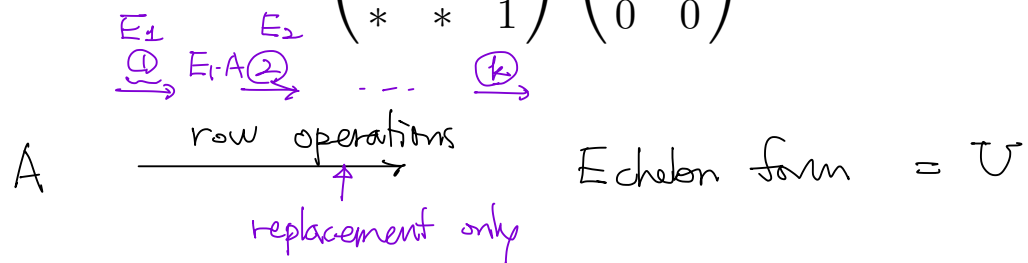 * * 1 0 0
E₁ E₂
① E₁·A ② ... ⓚ
row operations
A Echelon form = U
replacement only